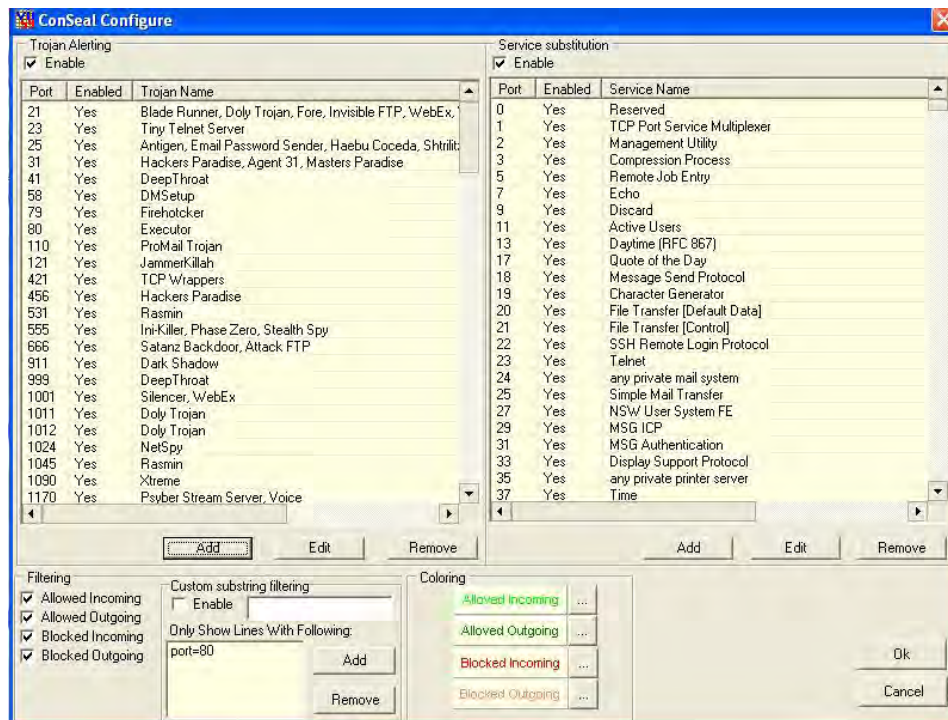 ConSeal Configure
Trojan Alerting
Enable
Port Enabled Trojan Name
21 Yes Blade Runner, Doly Trojan, Fore, Invisible FTP, WebEx,
23 Yes Tiny Telnet Server
25 Yes Antigen, Email Password Sender, Haebu Coceda, Shtrilitz
31 Yes Hackers Paradise, Agent 31, Masters Paradise
41 Yes DeepThroat
58 Yes DMSetup
79 Yes Firehotcker
80 Yes Executor
110 Yes ProMail Trojan
121 Yes JammerKillah
421 Yes TCP Wrappers
456 Yes Hackers Paradise
531 Yes Rasmin
555 Yes Ini-Killer, Phase Zero, Stealth Spy
666 Yes Satanz Backdoor, Attack FTP
911 Yes Dark Shadow
999 Yes DeepThroat
1001 Yes Silencer, WebEx
1011 Yes Doly Trojan
1012 Yes Doly Trojan
1024 Yes NetSpy
1045 Yes Rasmin
1090 Yes Xtreme
1170 Yes Psyber Stream Server, Voice
Add Edit Remove
Service substitution
Enable
Port Enabled Service Name
0 Yes Reserved
1 Yes TCP Port Service Multiplexer
2 Yes Management Utility
3 Yes Compression Process
5 Yes Remote Job Entry
7 Yes Echo
9 Yes Discard
11 Yes Active Users
13 Yes Daytime (RFC 867)
17 Yes Quote of the Day
18 Yes Message Send Protocol
19 Yes Character Generator
20 Yes File Transfer [Default Data]
21 Yes File Transfer [Control]
22 Yes SSH Remote Login Protocol
23 Yes Telnet
24 Yes any private mail system
25 Yes Simple Mail Transfer
27 Yes NSW User System FE
29 Yes MSG ICP
31 Yes MSG Authentication
33 Yes Display Support Protocol
35 Yes any private printer server
37 Yes Time
Add Edit Remove
Filtering
Allowed Incoming
Allowed Outgoing
Blocked Incoming
Blocked Outgoing
Custom substring filtering
Enable
Only Show Lines With Following:
port=80
Add
Remove
Coloring
Alloved Incoming ...
Alloved Outgoing ...
Blocked Incoming ...
Blocked Outgoing ...
Ok
Cancel